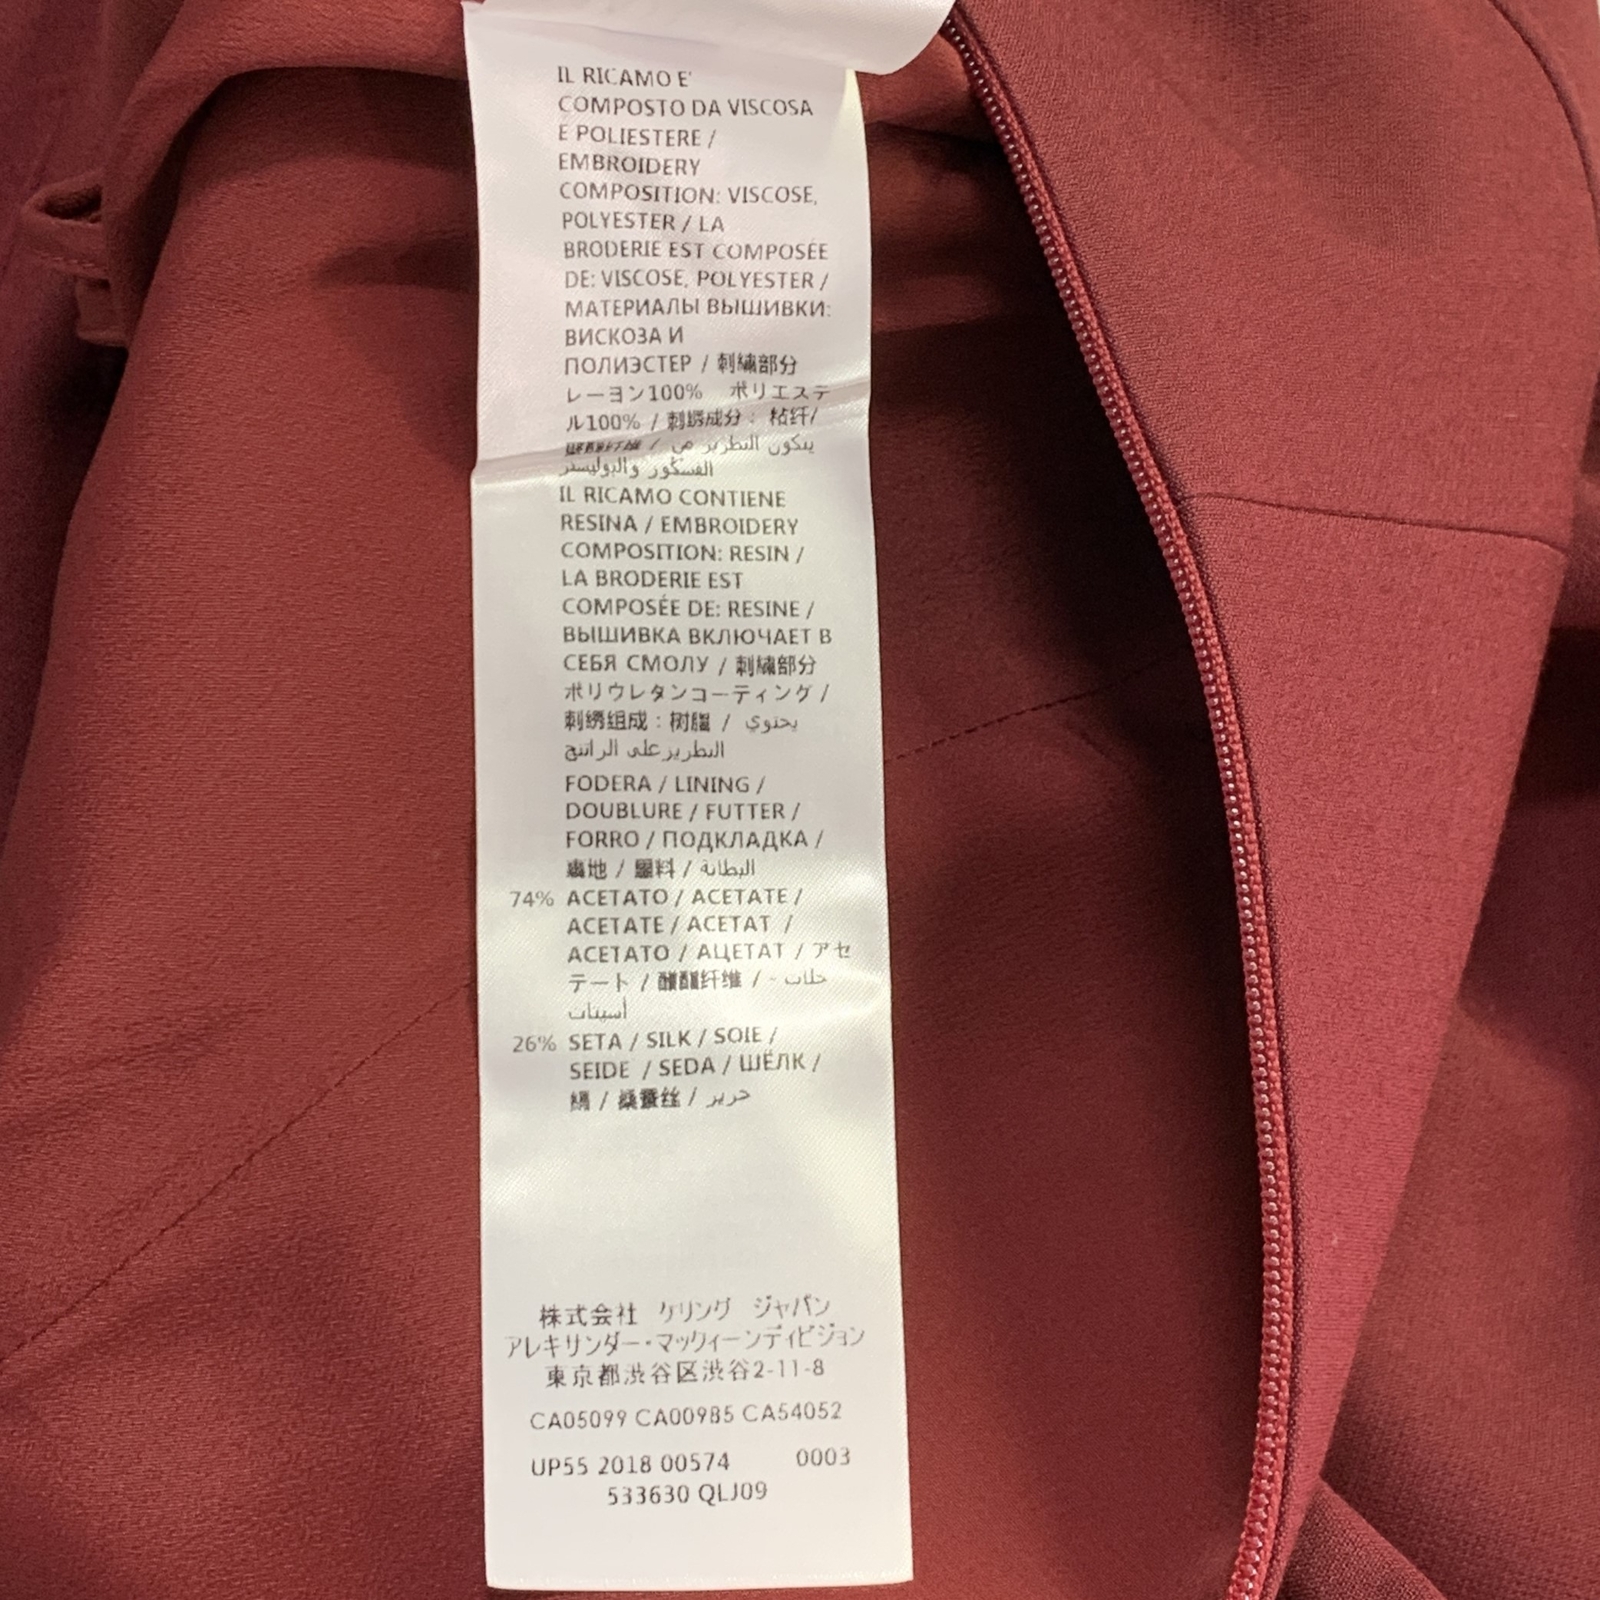 IL RICAMO E'
COMPOSTO DA VISCOSA
E POLIESTERE /
EMBROIDERY
COMPOSITION: VISCOSE,
POLYESTER / LA
BRODERIE EST COMPOSÉE
DE: VISCOSE, POLYESTER /
МАТЕРИАЛЫ ВЫШИВКИ:
ВИСКОЗА И
ПОЛИЭСТЕР / 刺繍部分
レーヨン100% ポリエステ
ル100% / 刺绣成分: 粘纤/
/ يتكون التطريز من
الفسكوز والبوليستر
IL RICAMO CONTIENE
RESINA / EMBROIDERY
COMPOSITION: RESIN /
LA BRODERIE EST
COMPOSÉE DE: RESINE /
ВЫШИВКА ВКЛЮЧАЕТ В
СЕБЯ СМОЛУ / 刺繍部分
ポリウレタンコーティング /
刺绣组成: 树脂 / يحتوي
التطريز على الراتنج
FODERA / LINING /
DOUBLURE / FUTTER /
FORRO / ПОДКЛАДКА /
裏地 / 里料 / البطانة
74% ACETATO / ACETATE /
ACETATE / ACETAT /
ACETATO / АЦЕТАТ / アセ
テート / 醋酯纤维 / - خلات
أسيتات
26% SETA / SILK / SOIE /
SEIDE / SEDA / ШЁЛК /
絹 / 桑蚕丝 / حرير
株式会社 ケリング ジャパン
アレキサンダー・マックィーンディビジョン
東京都渋谷区渋谷2-11-8
CA05099 CA00985 CA54052
UP55 2018 00574 0003
533630 QLJ09